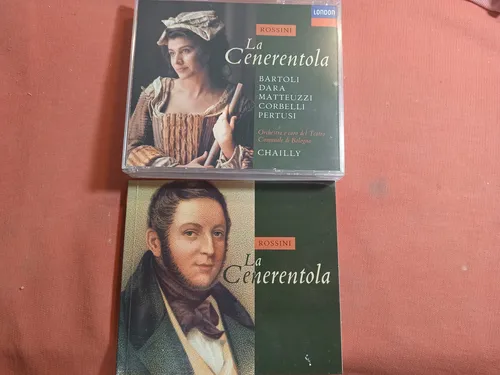 ROSSINI
LONDON
La
Cenerentola
BARTOLI
DARA
MATTEUZZI
CORBELLI
PERTUSI
Orchestra e coro del Teatro
Comunale di Bologna
CHAILLY
ROSSINI
La
Cenerentola